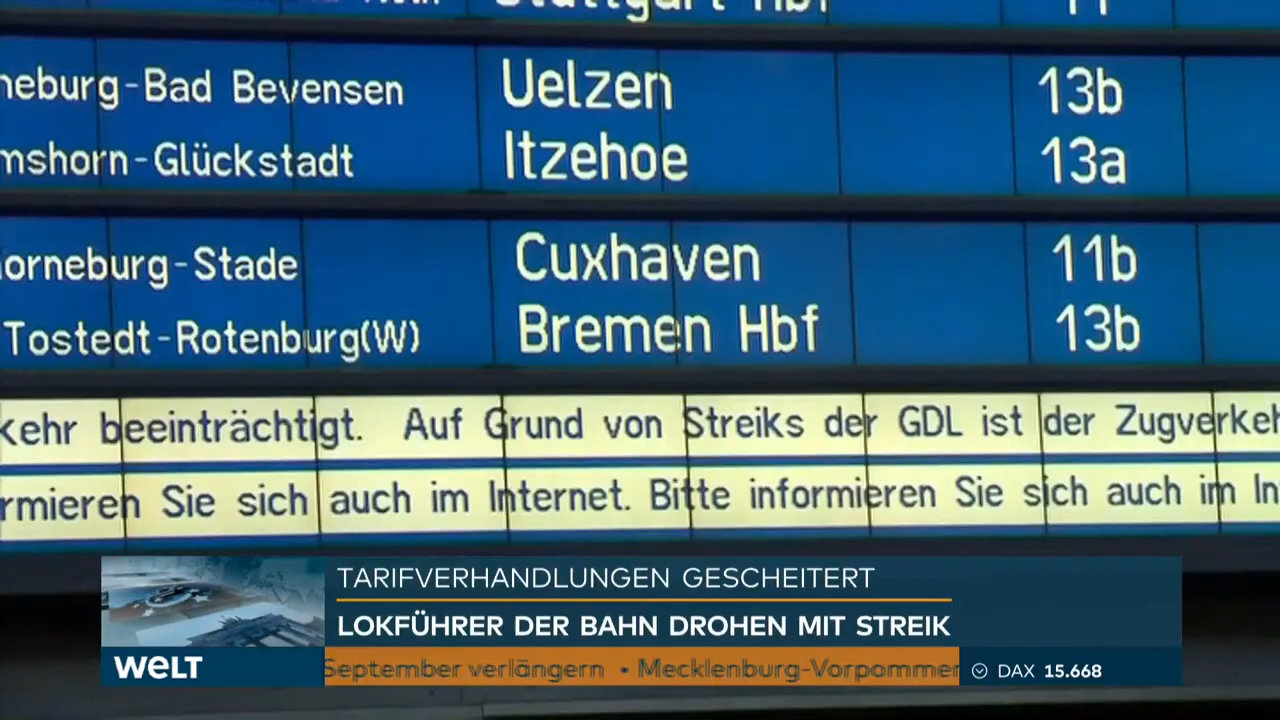 Stuttgart Hbf 11
neburg-Bad Bevensen Uelzen 13b
mshorn-Glückstadt Itzehoe 13a
orneburg-Stade Cuxhaven 11b
Tostedt-Rotenburg(W) Bremen Hbf 13b
kehr beeinträchtigt. Auf Grund von Streiks der GDL ist der Zugverkeh
rmieren Sie sich auch im Internet. Bitte informieren Sie sich auch im In
TARIFVERHANDLUNGEN GESCHEITERT
LOKFÜHRER DER BAHN DROHEN MIT STREIK
welt September verlängern • Mecklenburg-Vorpommer DAX 15.668